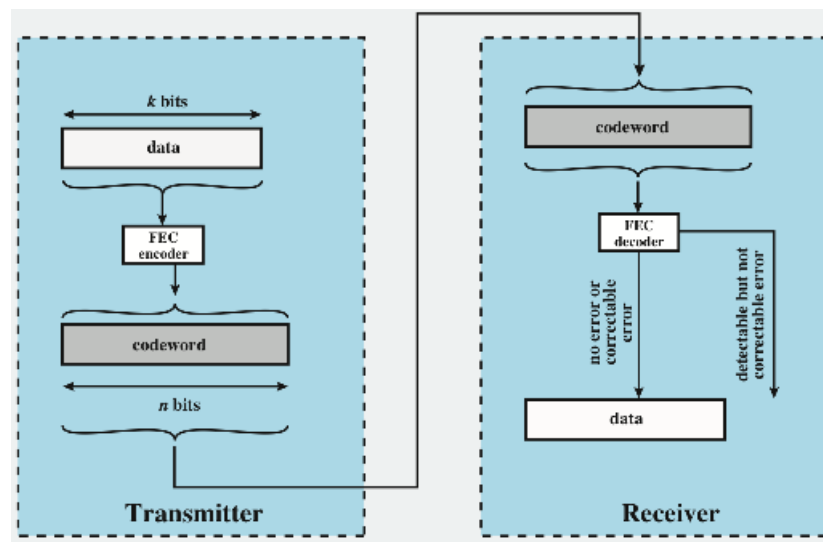 k bits
data
FEC
encoder
codeword
n bits
Transmitter
codeword
FEC
decoder
no error or
correctable
error
detectable but not
correctable error
data
Receiver